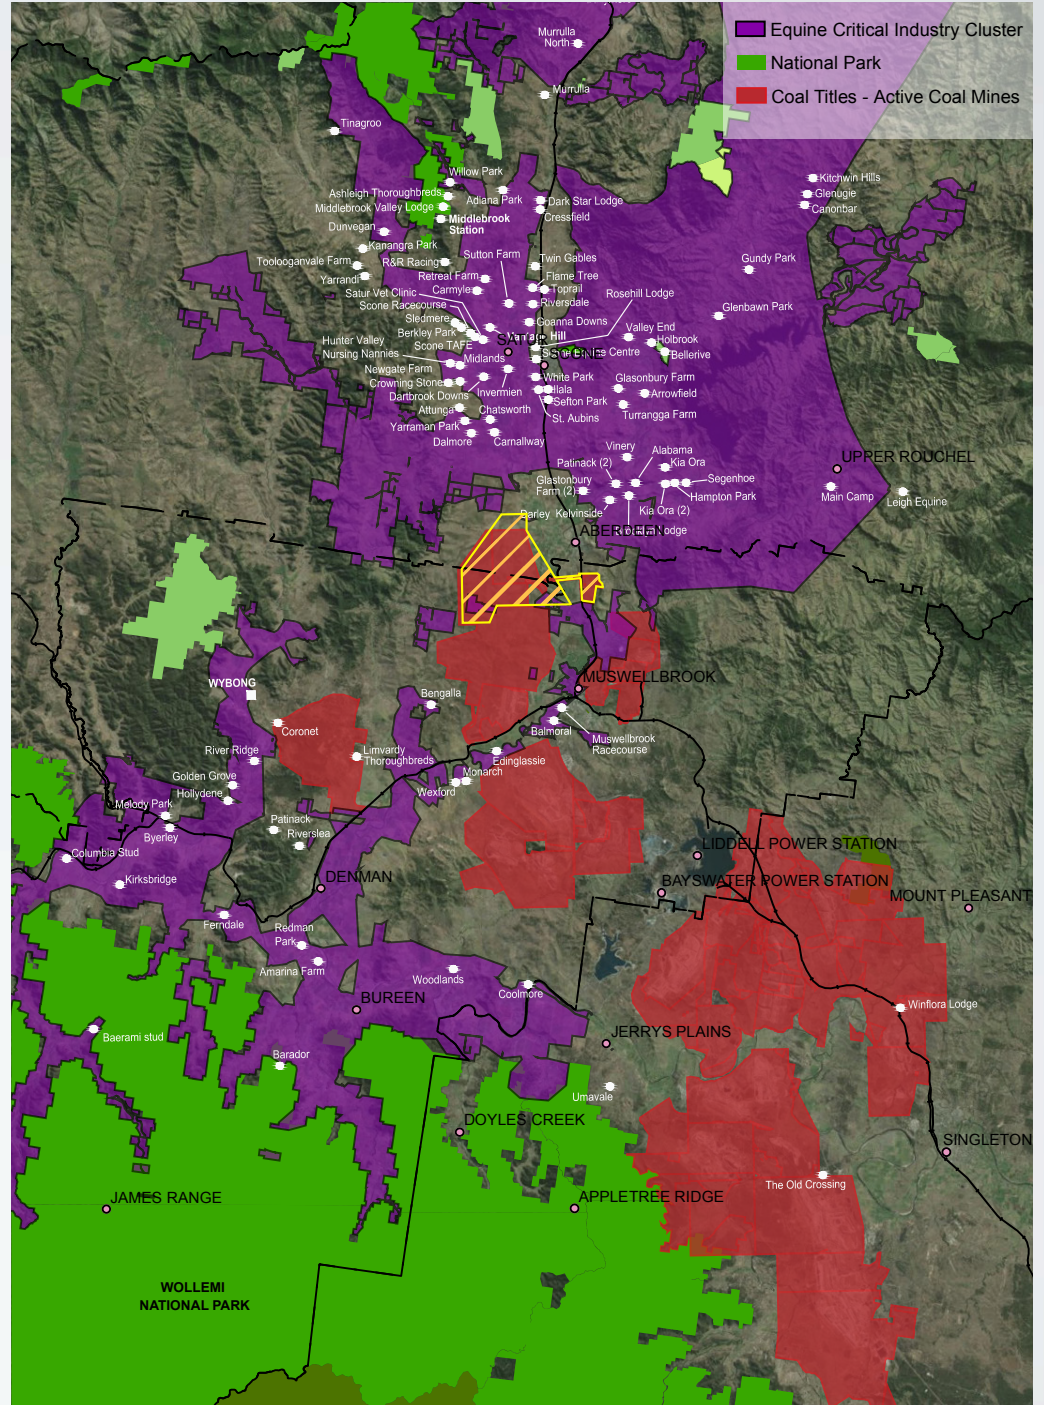 Equine Critical Industry Cluster
National Park
Coal Titles - Active Coal Mines
Murrulla
North
Murrulla
Tinagroo
Willow Park
Ashleigh Thoroughbreds
Adiana Park
Middlebrook Valley Lodge
Middlebrook
Station
Dark Star Lodge
Cressfield
Kitchwin Hills
Glenugie
Canonbar
Dunvegan
Kanangra Park
Toolooganvale Farm
R&R Racing
Sutton Farm
Twin Gables
Gundy Park
Yarrandi
Retreat Farm
Flame Tree
Carmyle
Toprail
Satur Vet Clinic
Rosehill Lodge
Scone Racecourse
Riversdale
Glenbawn Park
Sledmere
Goanna Downs
Berkley Park
Valley End
Hill
Holbrook
Scone TAFE
SATUR
Centre
Bellerive
SCONE
Hunter Valley
Nursing Nannies
Midlands
Newgate Farm
White Park
Glasonbury Farm
Crowning Stone
Arrowfield
Dartbrook Downs
Invermien
Sefton Park
Attunga
Chatsworth
St. Aubins
Turrangga Farm
Yarraman Park
Dalmore
Carnallway
Vinery
Alabama
UPPER ROUCHEL
Patinack (2)
Kia Ora
Glastonbury
Farm (2)
Segenhoe
Hampton Park
Main Camp
Leigh Equine
Kelvinside
Kia Ora (2)
ABERDEEN
WYBONG
MUSWELLBROOK
Bengalla
Coronet
Balmoral
Muswellbrook
Racecourse
River Ridge
Limvardy
Thoroughbreds
Edinglassie
Golden Grove
Monarch
Hollydene
Wexford
Melody Park
Byerley
Patinack
Riverslea
LIDDELL POWER STATION
Columbia Stud
Kirksbridge
DENMAN
BAYSWATER POWER STATION
MOUNT PLEASANT
Ferndale
Redman
Park
Amarina Farm
Woodlands
Coolmore
BUREEN
Winflora Lodge
Baerami stud
JERRYS PLAINS
Barador
Umavale
DOYLES CREEK
SINGLETON
The Old Crossing
JAMES RANGE
APPLETREE RIDGE
WOLLEMI
NATIONAL PARK